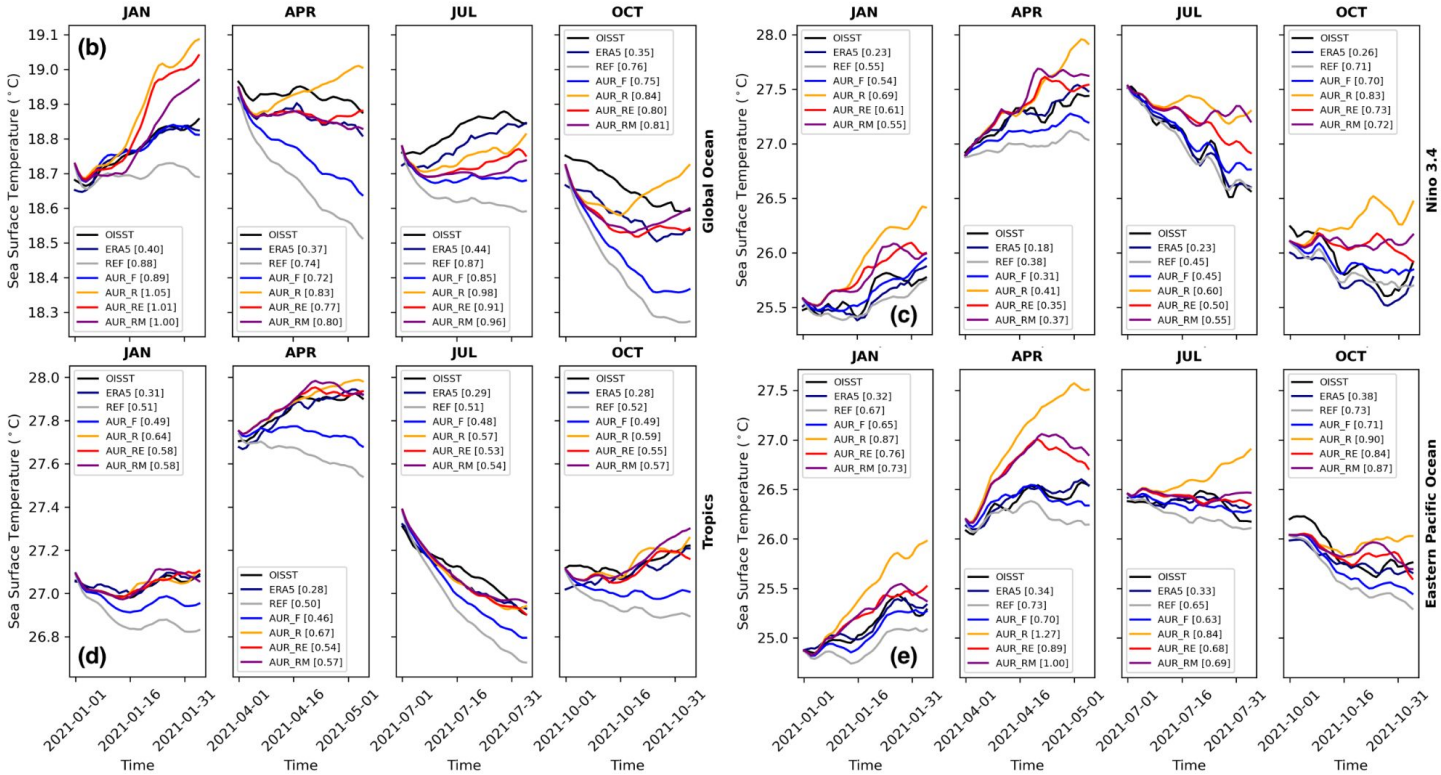 JAN
APR
JUL
OCT
JAN
APR
JUL
OCT
Sea Surface Temperature (°C)
19.1
19.0
18.9
18.8
18.7
18.6
18.5
18.4
18.3
(b)
OISST
ERA5 [0.40]
REF [0.88]
AUR_F [0.89]
AUR_R [1.05]
AUR_RE [1.01]
AUR_RM [1.00]
OISST
ERA5 [0.37]
REF [0.74]
AUR_F [0.72]
AUR_R [0.83]
AUR_RE [0.77]
AUR_RM [0.80]
OISST
ERA5 [0.44]
REF [0.87]
AUR_F [0.85]
AUR_R [0.98]
AUR_RE [0.91]
AUR_RM [0.96]
OISST
ERA5 [0.35]
REF [0.76]
AUR_F [0.75]
AUR_R [0.84]
AUR_RE [0.80]
AUR_RM [0.81]
Global Ocean
Sea Surface Temperature (°C)
28.0
27.5
27.0
26.5
26.0
25.5
OISST
ERA5 [0.23]
REF [0.55]
AUR_F [0.54]
AUR_R [0.69]
AUR_RE [0.61]
AUR_RM [0.55]
(c)
OISST
ERA5 [0.18]
REF [0.38]
AUR_F [0.31]
AUR_R [0.41]
AUR_RE [0.35]
AUR_RM [0.37]
OISST
ERA5 [0.23]
REF [0.45]
AUR_F [0.45]
AUR_R [0.60]
AUR_RE [0.50]
AUR_RM [0.55]
OISST
ERA5 [0.26]
REF [0.71]
AUR_F [0.70]
AUR_R [0.83]
AUR_RE [0.73]
AUR_RM [0.72]
Nino 3.4
JAN
APR
JUL
OCT
JAN
APR
JUL
OCT
Sea Surface Temperature (°C)
28.0
27.8
27.6
27.4
27.2
27.0
26.8
OISST
ERA5 [0.31]
REF [0.51]
AUR_F [0.49]
AUR_R [0.64]
AUR_RE [0.58]
AUR_RM [0.58]
(d)
OISST
ERA5 [0.28]
REF [0.50]
AUR_F [0.46]
AUR_R [0.67]
AUR_RE [0.54]
AUR_RM [0.57]
OISST
ERA5 [0.29]
REF [0.51]
AUR_F [0.48]
AUR_R [0.57]
AUR_RE [0.53]
AUR_RM [0.54]
OISST
ERA5 [0.28]
REF [0.52]
AUR_F [0.49]
AUR_R [0.59]
AUR_RE [0.55]
AUR_RM [0.57]
Tropics
Sea Surface Temperature (°C)
27.5
27.0
26.5
26.0
25.5
25.0
OISST
ERA5 [0.32]
REF [0.67]
AUR_F [0.65]
AUR_R [0.87]
AUR_RE [0.76]
AUR_RM [0.73]
(e)
OISST
ERA5 [0.34]
REF [0.73]
AUR_F [0.70]
AUR_R [1.27]
AUR_RE [0.89]
AUR_RM [1.00]
OISST
ERA5 [0.33]
REF [0.65]
AUR_F [0.63]
AUR_R [0.84]
AUR_RE [0.68]
AUR_RM [0.69]
OISST
ERA5 [0.38]
REF [0.73]
AUR_F [0.71]
AUR_R [0.90]
AUR_RE [0.84]
AUR_RM [0.87]
Eastern Pacific Ocean
2021-01-01
2021-01-16
2021-01-31
2021-04-01
2021-04-16
2021-05-01
2021-07-01
2021-07-16
2021-07-31
2021-10-01
2021-10-16
2021-10-31
2021-01-01
2021-01-16
2021-01-31
2021-04-01
2021-04-16
2021-05-01
2021-07-01
2021-07-16
2021-07-31
2021-10-01
2021-10-16
2021-10-31
Time
Time
Time
Time
Time
Time
Time
Time